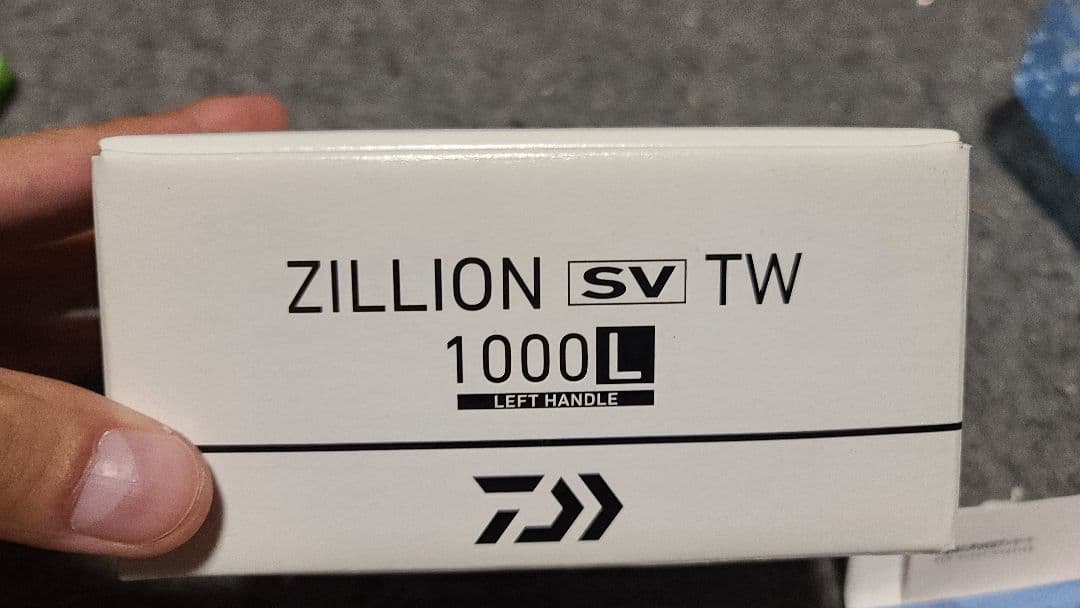 ZILLION SV TW
1000L
LEFT HANDLE